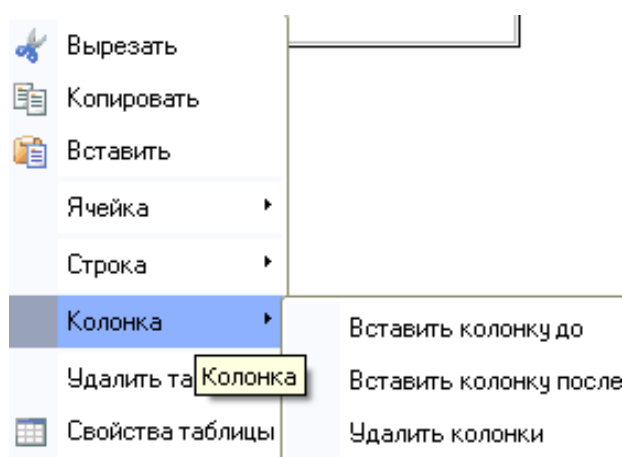 Вырезать
Копировать
Вставить
Ячейка
Строка
Колонка
Удалить та
Колонка
Свойства таблицы
Вставить колонку до
Вставить колонку после
Удалить колонки